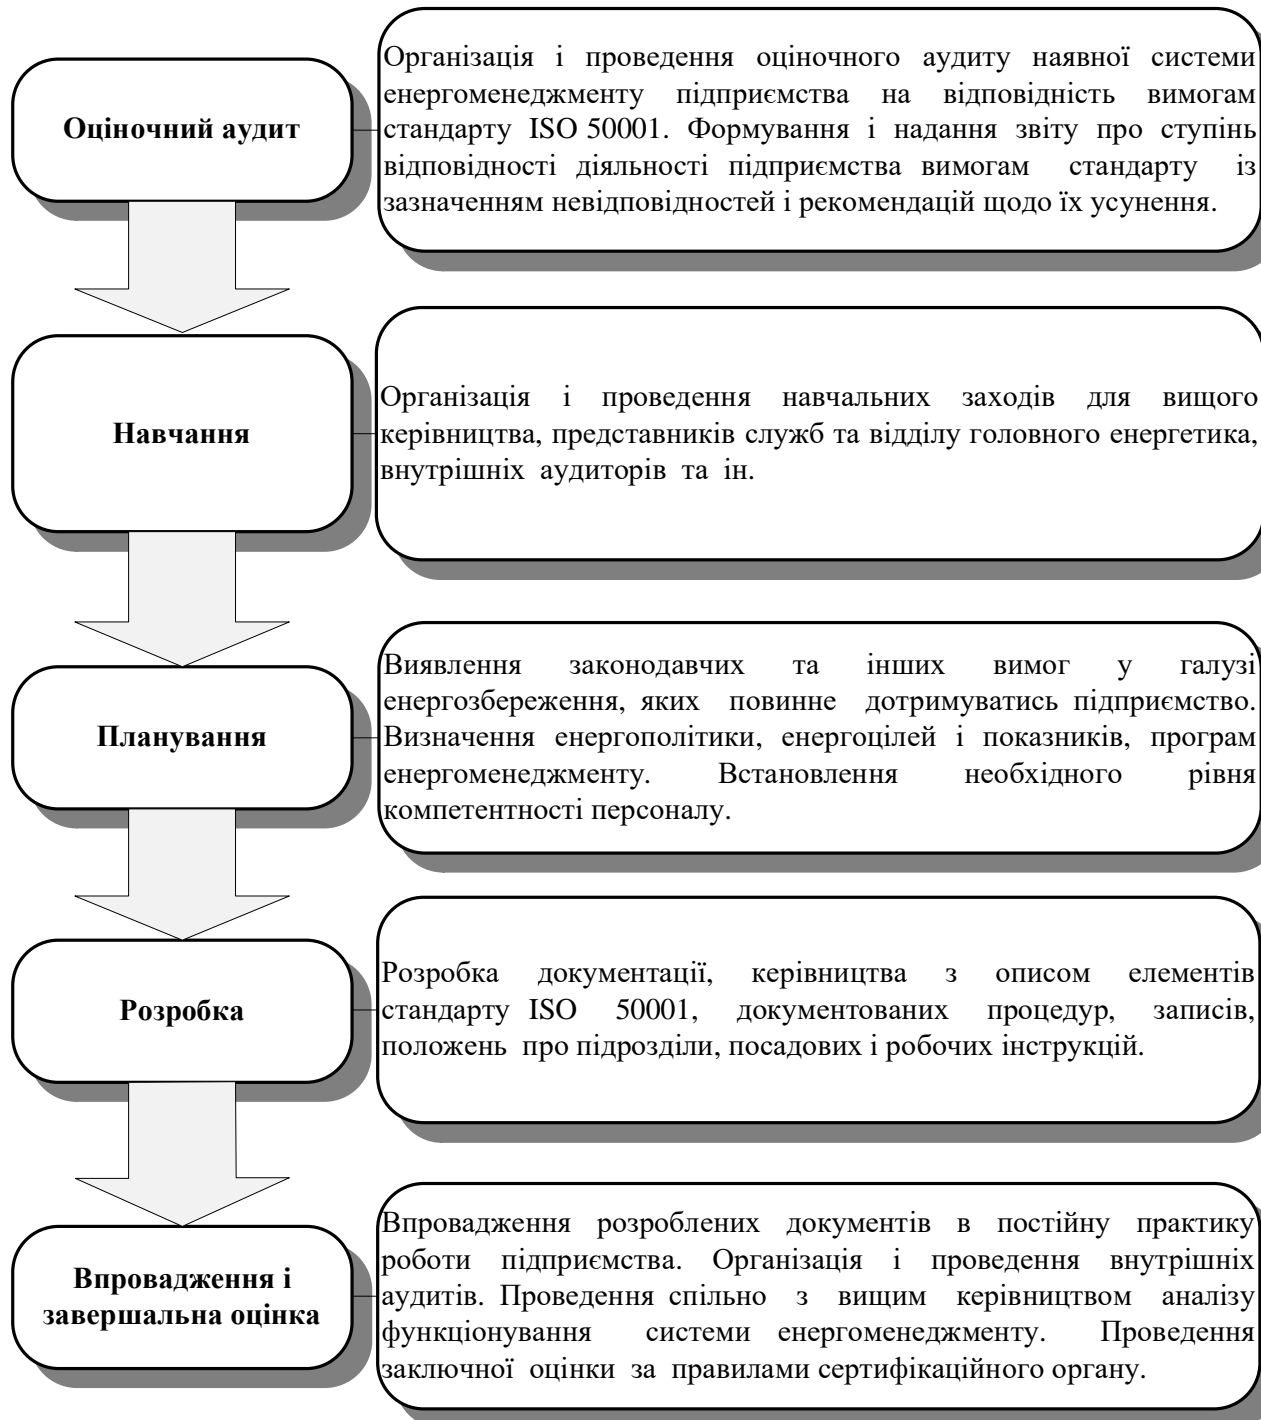 Оціночний аудит
Організація і проведення оціночного аудиту наявної системи
енергоменеджменту підприємства на відповідність вимогам
стандарту ISO 50001. Формування і надання звіту про ступінь
відповідності діяльності підприємства вимогам стандарту із
зазначенням невідповідностей і рекомендацій щодо їх усунення.
Навчання
Організація і проведення навчальних заходів для вищого
керівництва, представників служб та відділу головного енергетика,
внутрішніх аудиторів та ін.
Планування
Виявлення законодавчих та інших вимог у галузі
енергозбереження, яких повинне дотримуватись підприємство.
Визначення енергополітики, енергоцілей і показників, програм
енергоменеджменту. Встановлення необхідного рівня
компетентності персоналу.
Розробка
Розробка документації, керівництва з описом елементів
стандарту ISO 50001, документованих процедур, записів,
положень про підрозділи, посадових і робочих інструкцій.
Впровадження і
завершальна оцінка
Впровадження розроблених документів в постійну практику
роботи підприємства. Організація і проведення внутрішніх
аудитів. Проведення спільно з вищим керівництвом аналізу
функціонування системи енергоменеджменту. Проведення
заключної оцінки за правилами сертифікаційного органу.